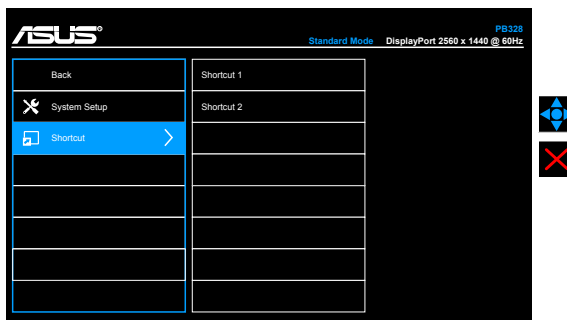 ASUS
PB328
Standard Mode DisplayPort 2560 x 1440 @ 60Hz
Back
Shortcut 1
System Setup
Shortcut 2
Shortcut